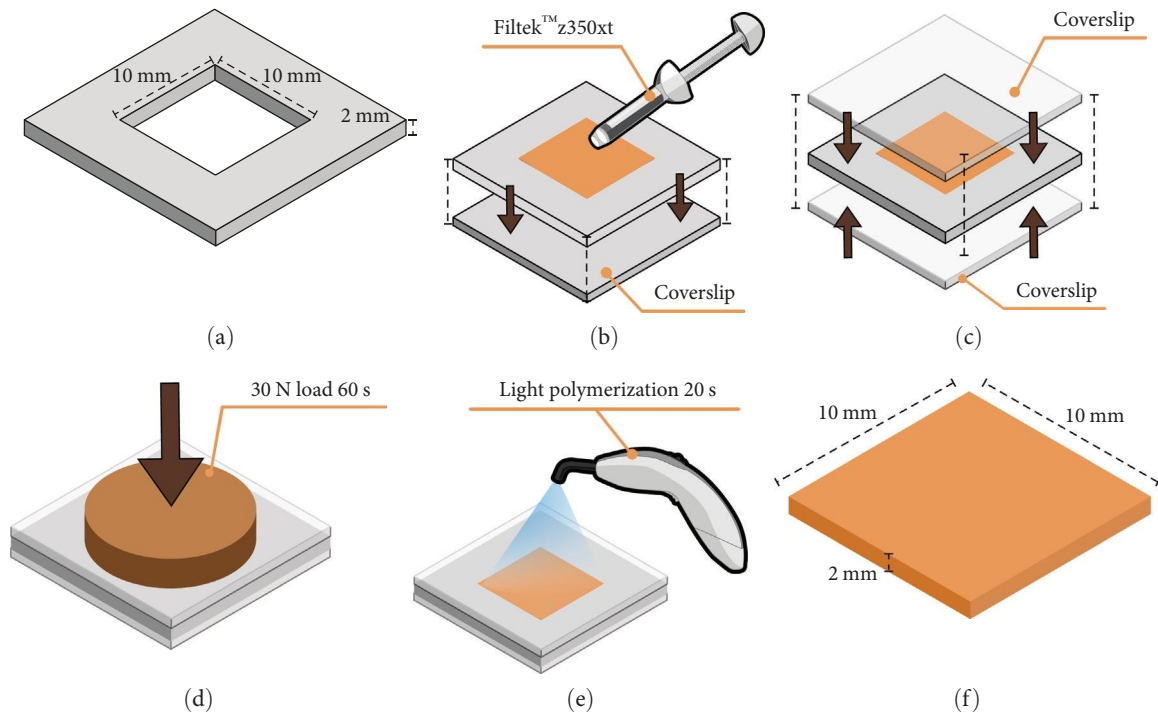 10 mm
10 mm
2 mm
(a)
Filtek™z350xt
Coverslip
(b)
Coverslip
Coverslip
(c)
30 N load 60 s
(d)
Light polymerization 20 s
(e)
10 mm
10 mm
2 mm
(f)